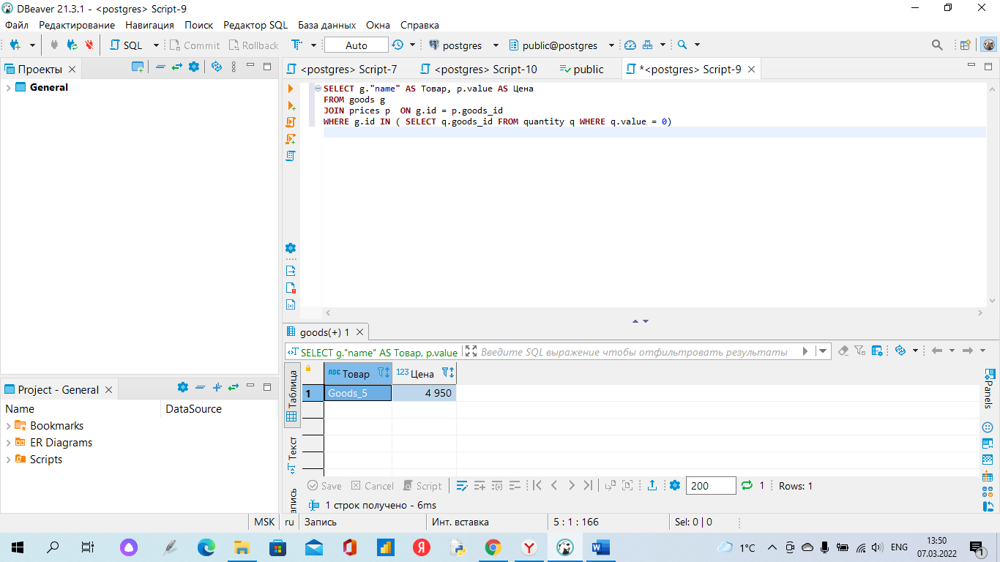 DBeaver 21.3.1 - <postgres> Script-9
Файл Редактирование Навигация Поиск Редактор SQL База данных Окна Справка
SQL Commit Rollback Auto postgres public@postgres
Проекты
General
<postgres> Script-7 <postgres> Script-10 public *<postgres> Script-9
SELECT g."name" AS Товар, p.value AS Цена
FROM goods g
JOIN prices p ON g.id = p.goods_id
WHERE g.id IN ( SELECT q.goods_id FROM quantity q WHERE q.value = 0)
goods(+) 1
SELECT g."name" AS Товар, p.value Введите SQL выражение чтобы отфильтровать результаты
Таблица
Текст
апись
ABC Товар 123 Цена
1 Goods_5 4 950
Panels
Save Cancel Script 200 1 Rows: 1
1 строк получено - 6ms
Project - General
Name DataSource
Bookmarks
ER Diagrams
Scripts
MSK ru Запись Инт. вставка 5 : 1 : 166 Sel: 0 | 0
1°C ENG 13:50
07.03.2022
1